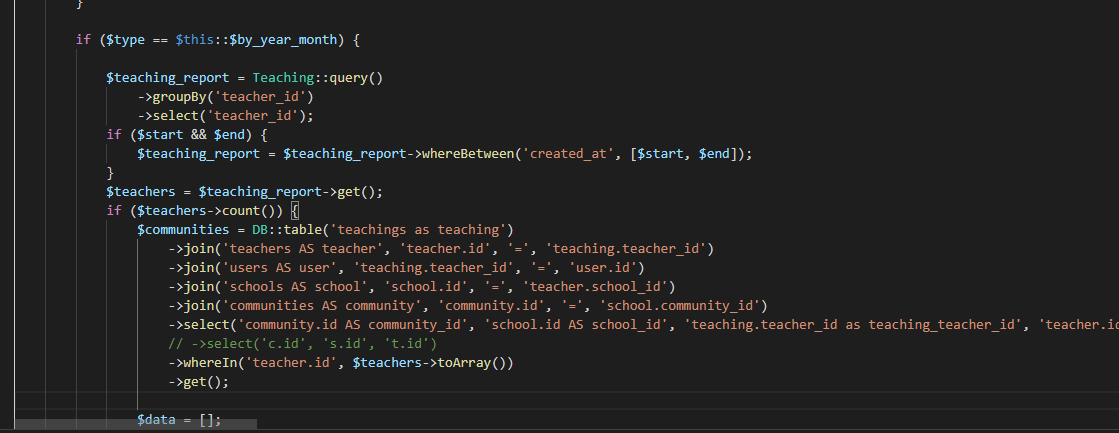 }
if ($type == $this::$by_year_month) {
$teaching_report = Teaching::query()
->groupBy('teacher_id')
->select('teacher_id');
if ($start && $end) {
$teaching_report = $teaching_report->whereBetween('created_at', [$start, $end]);
}
$teachers = $teaching_report->get();
if ($teachers->count()) {
$communities = DB::table('teachings as teaching')
->join('teachers AS teacher', 'teacher.id', '=', 'teaching.teacher_id')
->join('users AS user', 'teaching.teacher_id', '=', 'user.id')
->join('schools AS school', 'school.id', '=', 'teacher.school_id')
->join('communities AS community', 'community.id', '=', 'school.community_id')
->select('community.id AS community_id', 'school.id AS school_id', 'teaching.teacher_id as teaching_teacher_id', 'teacher.id
// ->select('c.id', 's.id', 't.id')
->whereIn('teacher.id', $teachers->toArray())
->get();
$data = [];